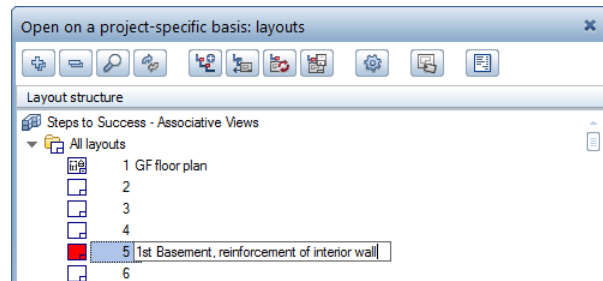 Open on a project-specific basis: layouts
Layout structure
Steps to Success - Associative Views
All layouts
1 GF floor plan
2
3
4
5 1st Basement, reinforcement of interior wall
6